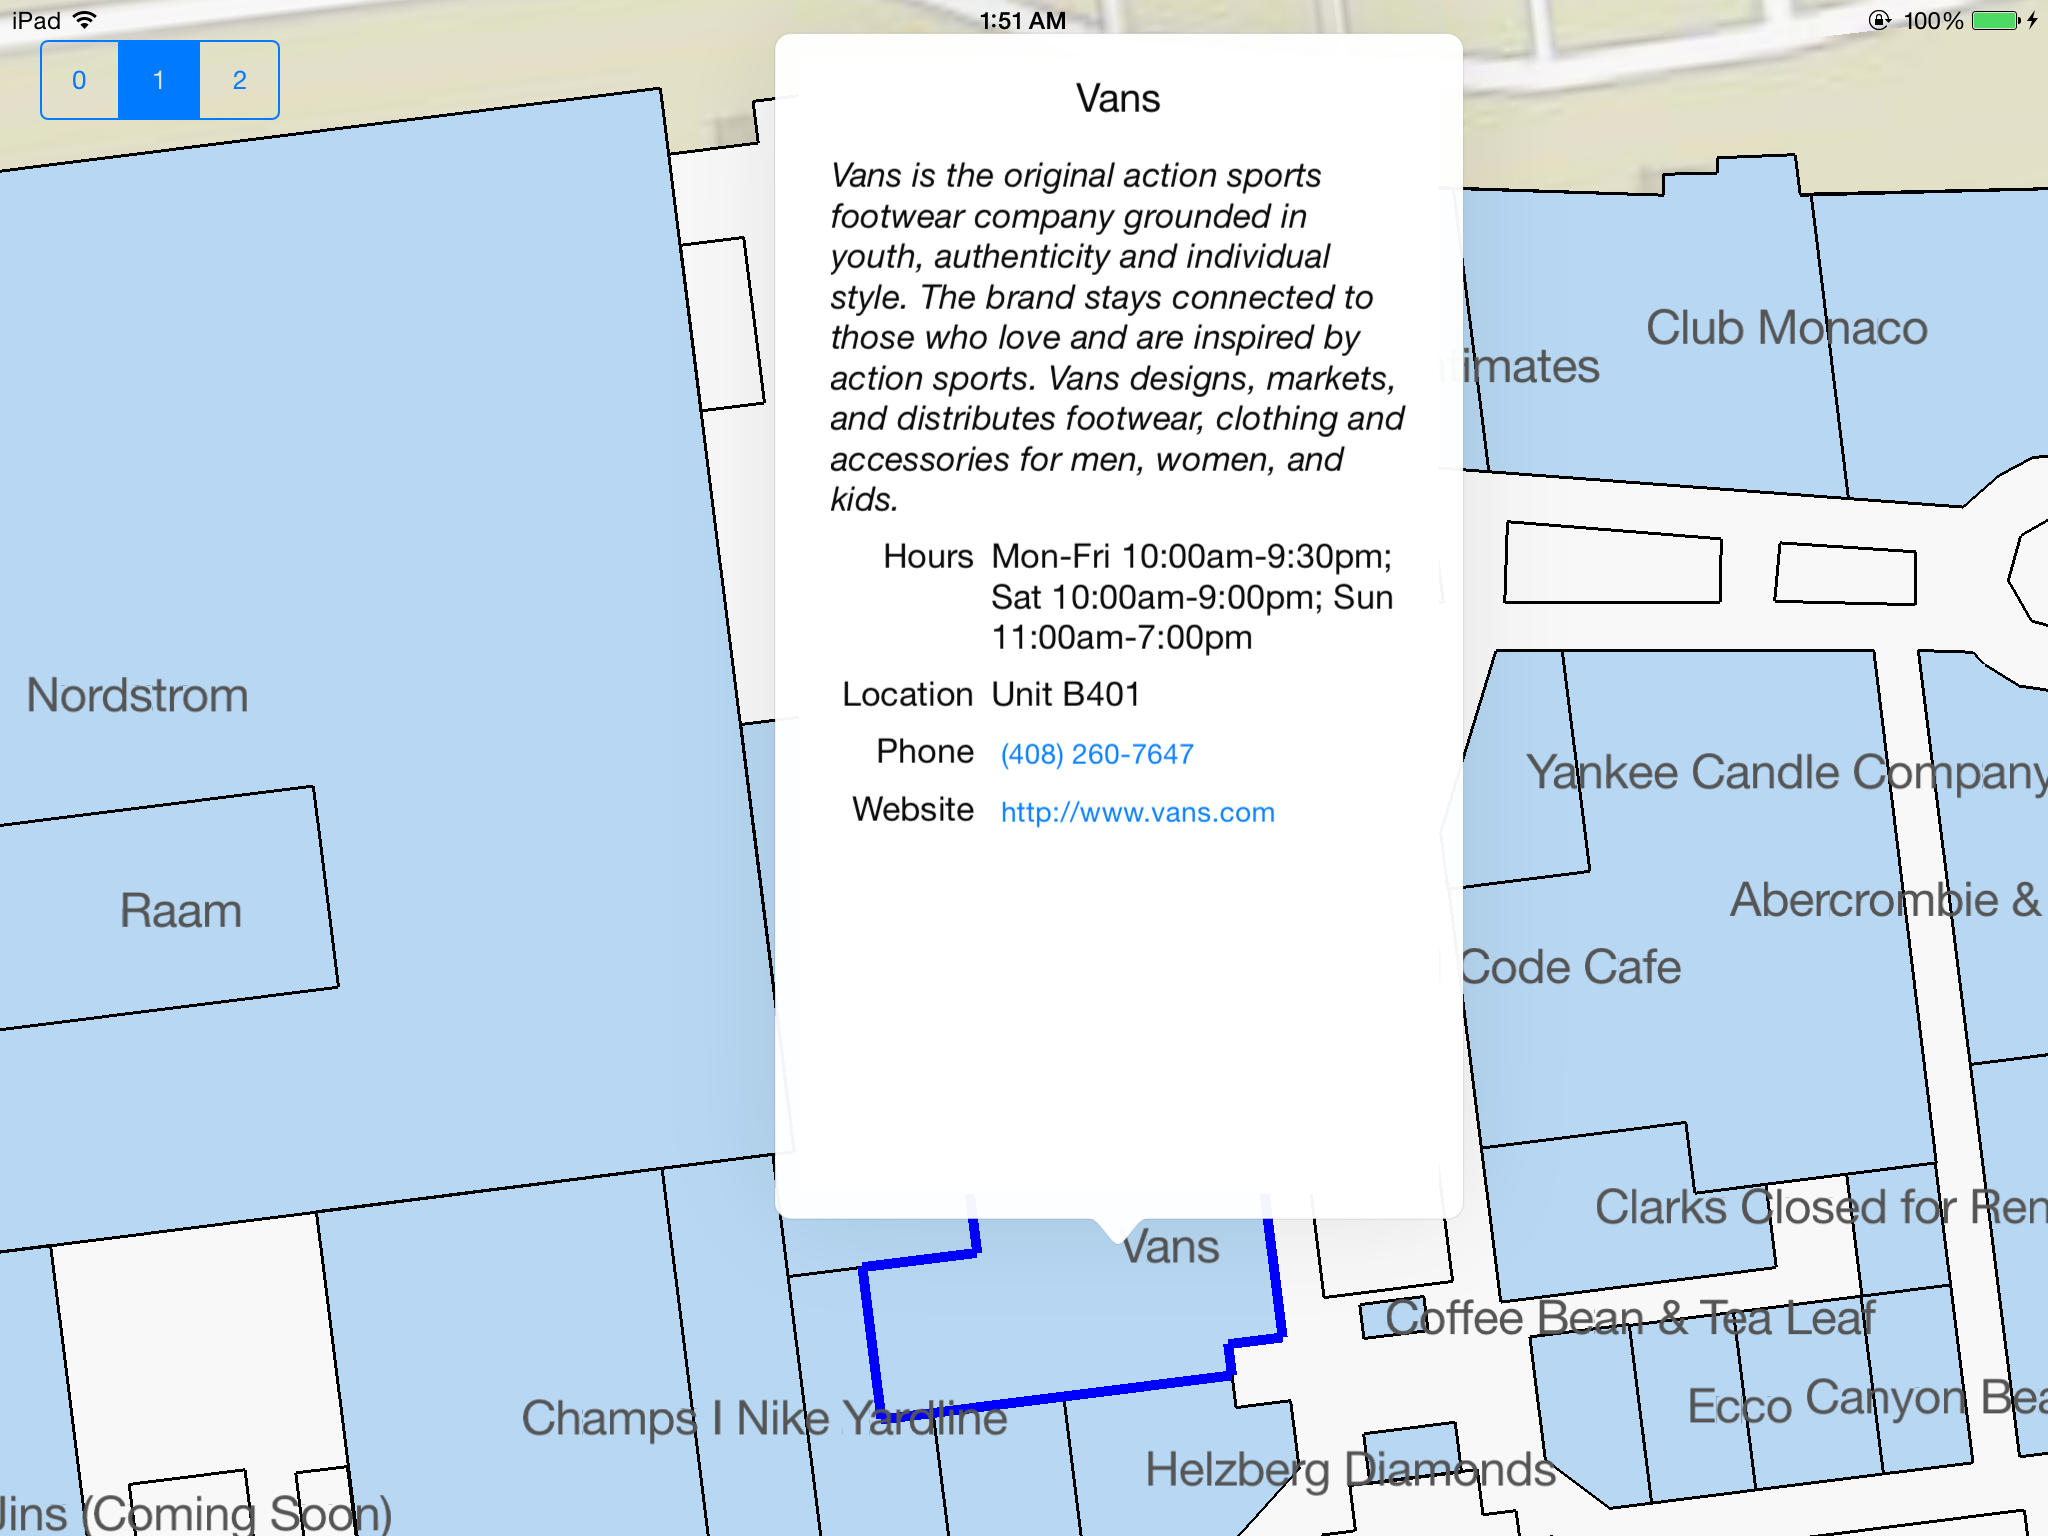 iPad
1:51 AM
100%
0 1 2
Vans
Vans is the original action sports
footwear company grounded in
youth, authenticity and individual
style. The brand stays connected to
those who love and are inspired by
action sports. Vans designs, markets,
and distributes footwear, clothing and
accessories for men, women, and
kids.
Hours Mon-Fri 10:00am-9:30pm;
Sat 10:00am-9:00pm; Sun
11:00am-7:00pm
Location Unit B401
Phone (408) 260-7647
Website http://www.vans.com
Club Monaco
timates
Nordstrom
Yankee Candle Company
Raam
Abercrombie &
Code Cafe
Clarks Closed for Ren
Vans
Coffee Bean & Tea Leaf
Champs I Nike Yardline
Ecco
Canyon Bea
Helzberg Diamonds
Jins (Coming Soon)